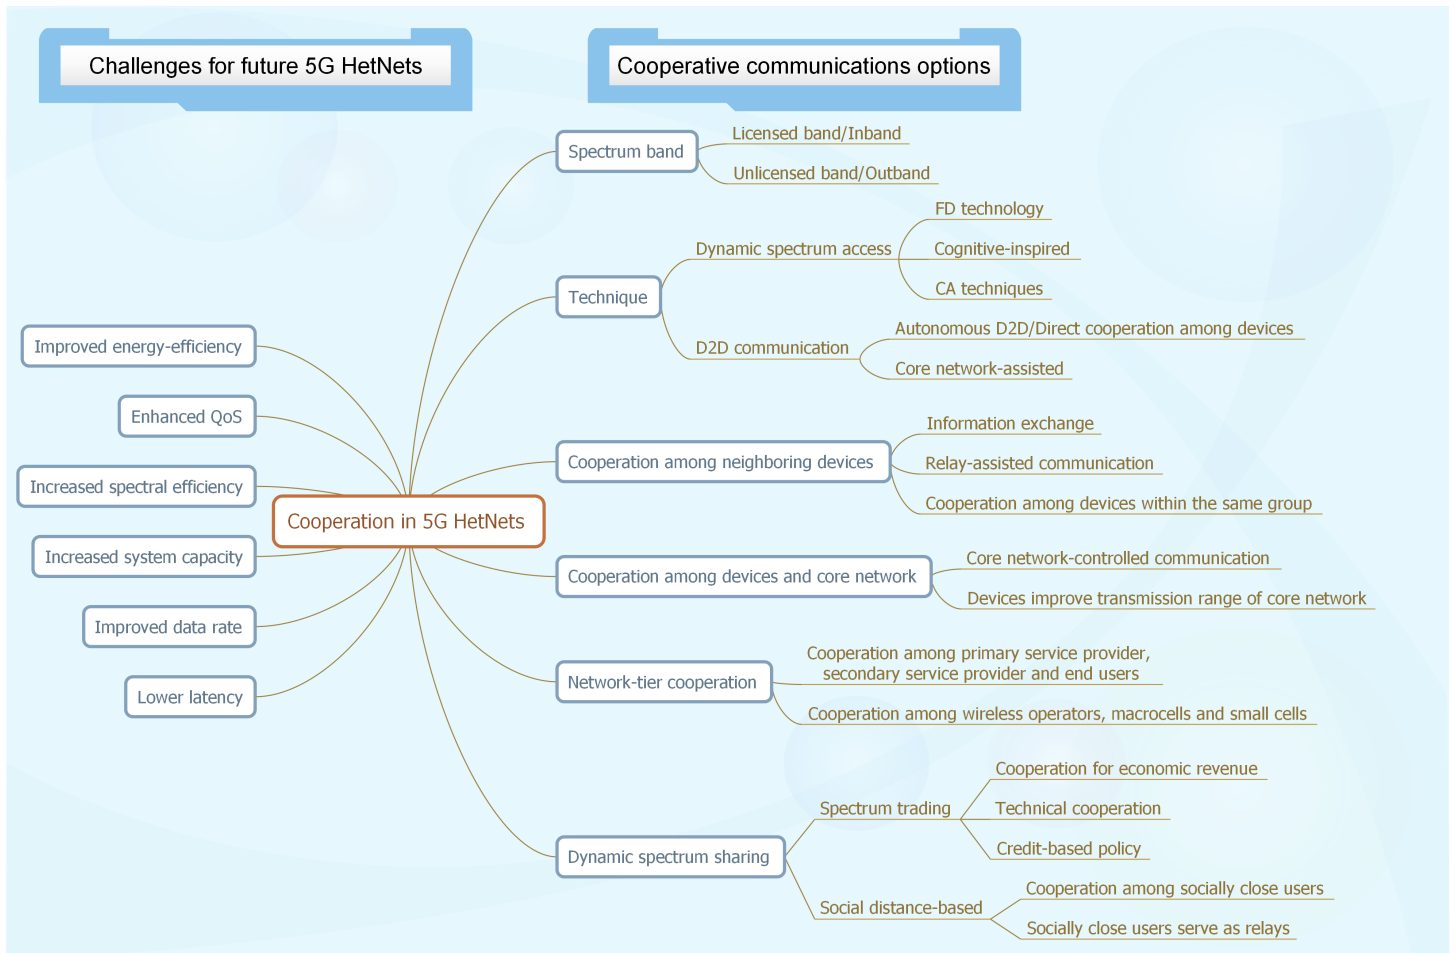 Challenges for future 5G HetNets
Cooperative communications options
Improved energy-efficiency
Enhanced QoS
Increased spectral efficiency
Increased system capacity
Improved data rate
Lower latency
Cooperation in 5G HetNets
Spectrum band
Licensed band/Inband
Unlicensed band/Outband
Technique
Dynamic spectrum access
FD technology
Cognitive-inspired
CA techniques
D2D communication
Autonomous D2D/Direct cooperation among devices
Core network-assisted
Cooperation among neighboring devices
Information exchange
Relay-assisted communication
Cooperation among devices within the same group
Cooperation among devices and core network
Core network-controlled communication
Devices improve transmission range of core network
Network-tier cooperation
Cooperation among primary service provider,
secondary service provider and end users
Cooperation among wireless operators, macrocells and small cells
Dynamic spectrum sharing
Spectrum trading
Cooperation for economic revenue
Technical cooperation
Credit-based policy
Social distance-based
Cooperation among socially close users
Socially close users serve as relays